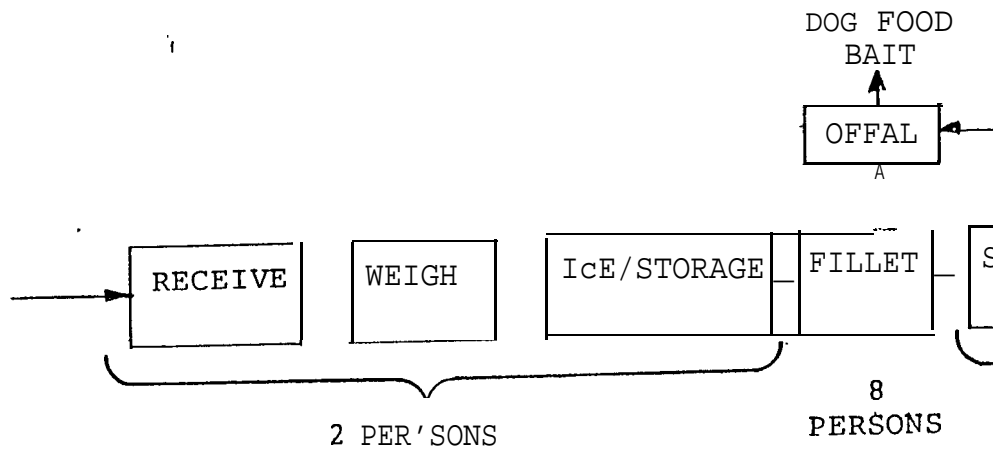 DOG FOOD
BAIT
OFFAL
A
RECEIVE
WEIGH
IcE/STORAGE
FILLET
S
2 PER'SONS
8
PERSONS